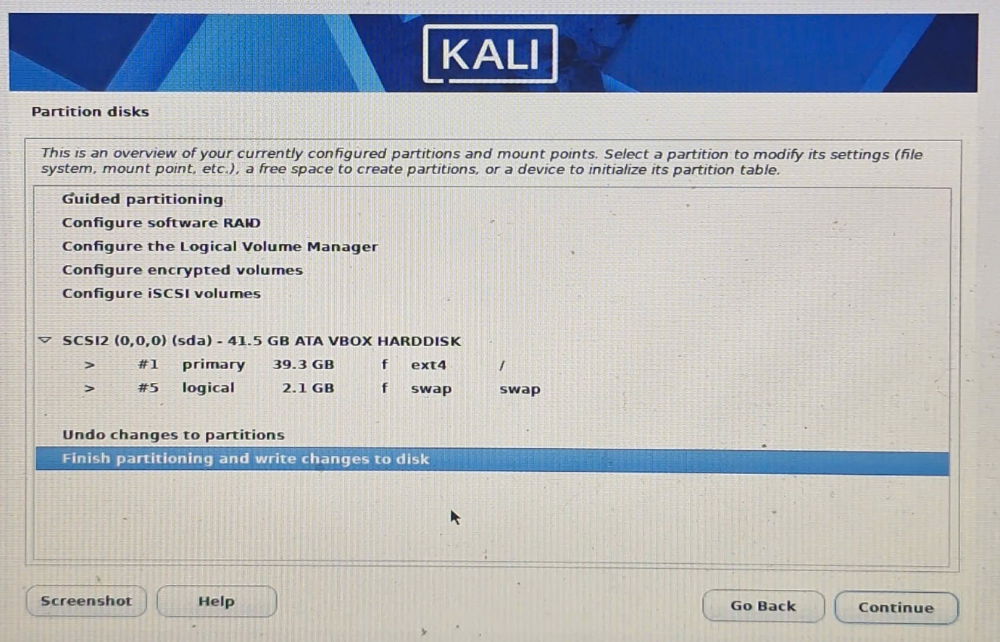 KALI
Partition disks
This is an overview of your currently configured partitions and mount points. Select a partition to modify its settings (file
system, mount point, etc.), a free space to create partitions, or a device to initialize its partition table.
Guided partitioning
Configure software RAID
Configure the Logical Volume Manager
Configure encrypted volumes
Configure iSCSI volumes
SCSI2 (0,0,0) (sda) - 41.5 GB ATA VBOX HARDDISK
> #1 primary 39.3 GB f ext4 /
> #5 logical 2.1 GB f swap swap
Undo changes to partitions
Finish partitioning and write changes to disk
Screenshot Help Go Back Continue